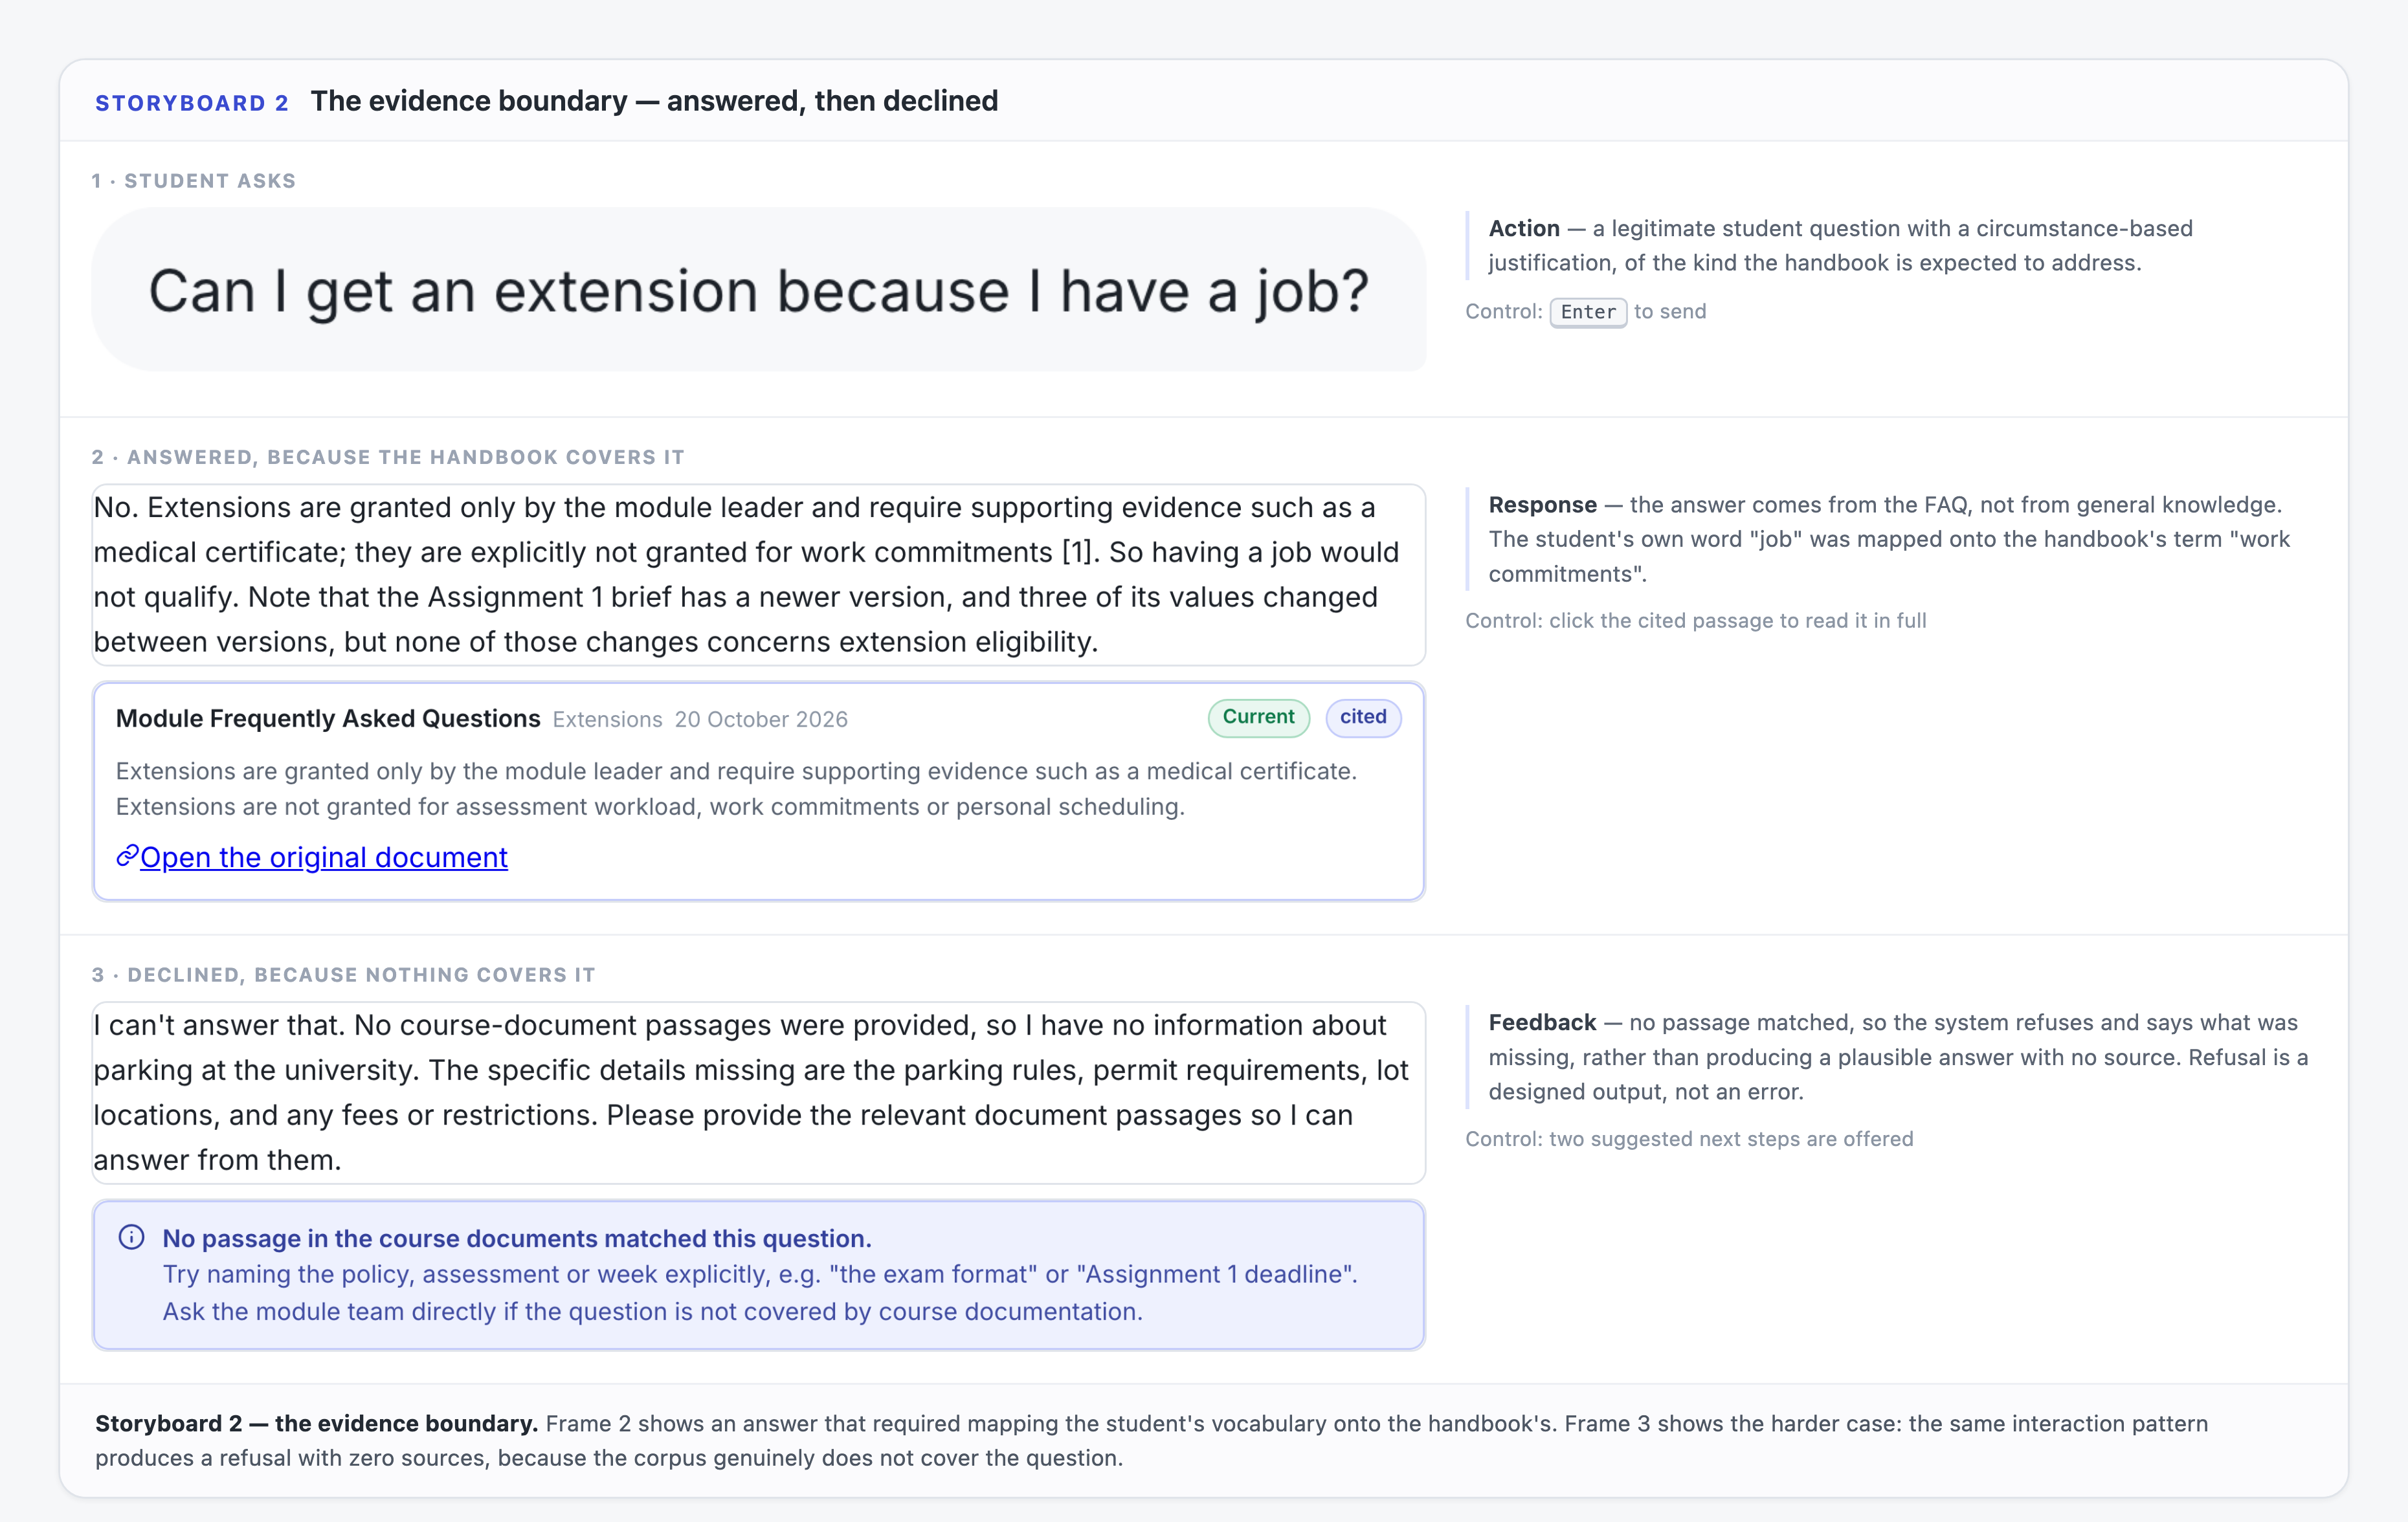 STORYBOARD 2 The evidence boundary — answered, then declined
1 · STUDENT ASKS
Can I get an extension because I have a job?
Action — a legitimate student question with a circumstance-based
justification, of the kind the handbook is expected to address.
Control: Enter to send
2 · ANSWERED, BECAUSE THE HANDBOOK COVERS IT
No. Extensions are granted only by the module leader and require supporting evidence such as a
medical certificate; they are explicitly not granted for work commitments [1]. So having a job would
not qualify. Note that the Assignment 1 brief has a newer version, and three of its values changed
between versions, but none of those changes concerns extension eligibility.
Module Frequently Asked Questions Extensions 20 October 2026 Current cited
Extensions are granted only by the module leader and require supporting evidence such as a medical certificate.
Extensions are not granted for assessment workload, work commitments or personal scheduling.
Open the original document
Response — the answer comes from the FAQ, not from general knowledge.
The student's own word "job" was mapped onto the handbook's term "work
commitments".
Control: click the cited passage to read it in full
3 · DECLINED, BECAUSE NOTHING COVERS IT
I can't answer that. No course-document passages were provided, so I have no information about
parking at the university. The specific details missing are the parking rules, permit requirements, lot
locations, and any fees or restrictions. Please provide the relevant document passages so I can
answer from them.
No passage in the course documents matched this question.
Try naming the policy, assessment or week explicitly, e.g. "the exam format" or "Assignment 1 deadline".
Ask the module team directly if the question is not covered by course documentation.
Feedback — no passage matched, so the system refuses and says what was
missing, rather than producing a plausible answer with no source. Refusal is a
designed output, not an error.
Control: two suggested next steps are offered
Storyboard 2 — the evidence boundary. Frame 2 shows an answer that required mapping the student's vocabulary onto the handbook's. Frame 3 shows the harder case: the same interaction pattern
produces a refusal with zero sources, because the corpus genuinely does not cover the question.